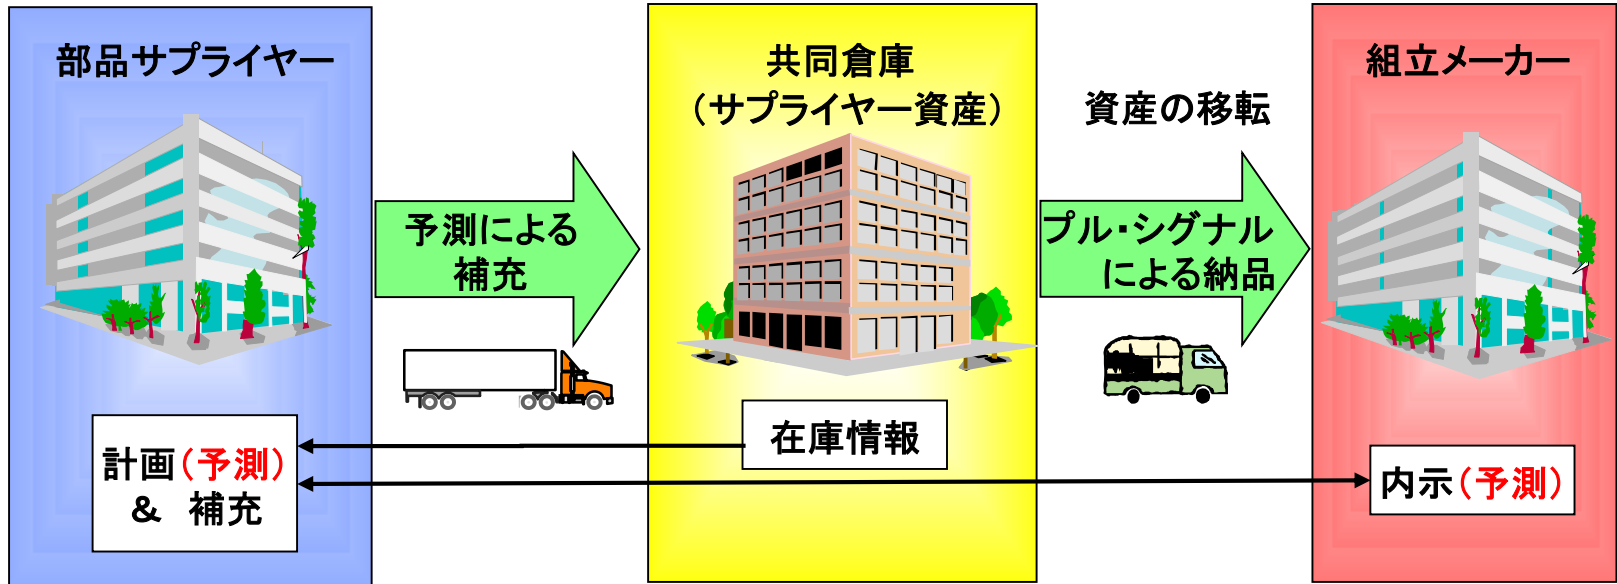 部品サプライヤー
共同倉庫
（サプライヤー資産）
組立メーカー
資産の移転
予測による
補充
プル・シグナル
による納品
在庫情報
計画（予測）
＆　補充
内示（予測）